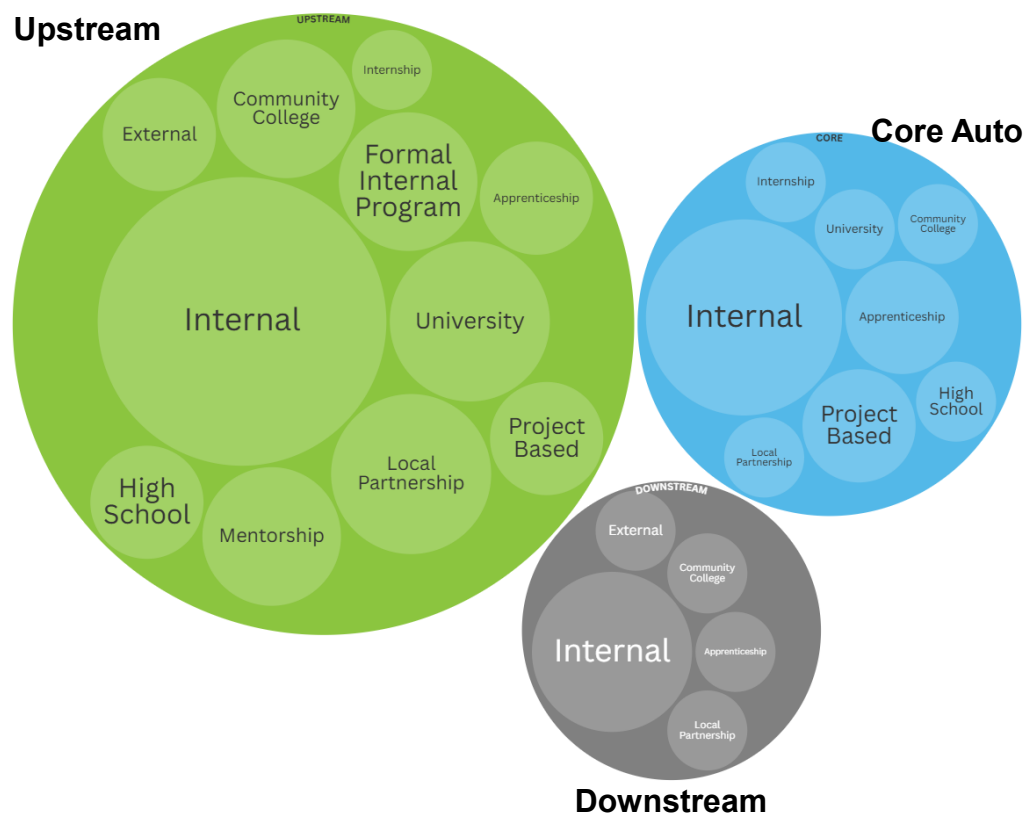 Upstream
UPSTREAM
Internship
Community
College
External
Formal
Internal
Program
Apprenticeship
Internal
University
Project
Based
Local
Partnership
High
School
Mentorship
Core Auto
CORE
Internship
Community
College
University
Internal
Apprenticeship
High
School
Project
Based
Local
Partnership
DOWNSTREAM
External
Community
College
Internal
Apprenticeship
Local
Partnership
Downstream